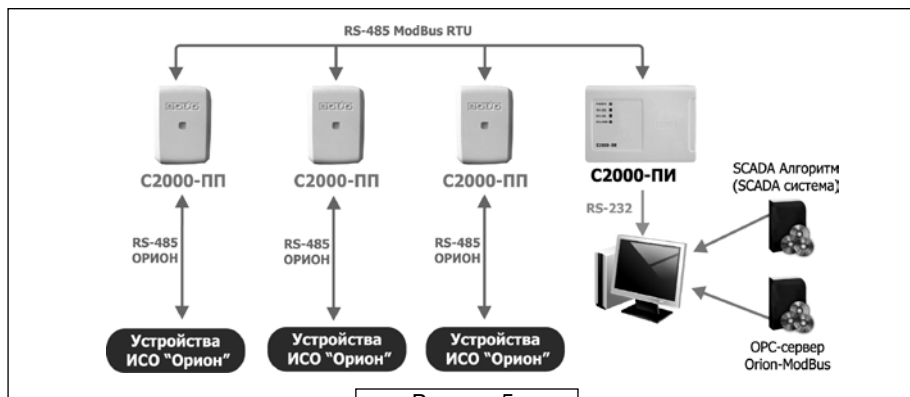 RS-485 ModBus RTU
С2000-ПП
С2000-ПП
С2000-ПП
С2000-ПИ
RS-232
SCADA Алгоритм
(SCADA система)
RS-485
ОРИОН
RS-485
ОРИОН
RS-485
ОРИОН
Устройства
ИСО "Орион"
Устройства
ИСО "Орион"
Устройства
ИСО "Орион"
OPC-сервер
Orion-ModBus